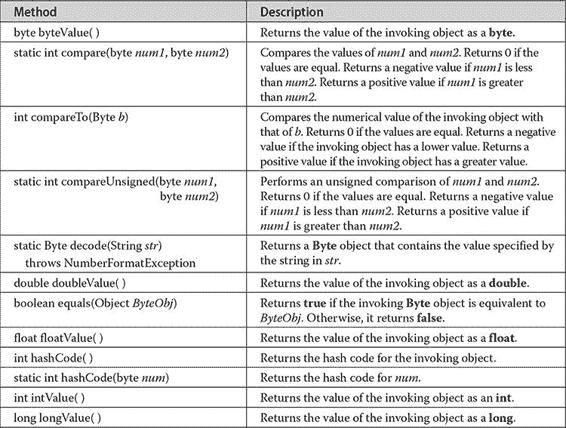 Method Description
byte byteValue( ) Returns the value of the invoking object as a byte.
static int compare(byte num1, byte num2) Compares the values of num1 and num2. Returns 0 if the
values are equal. Returns a negative value if num1 is less
than num2. Returns a positive value if num1 is greater
than num2.
int compareTo(Byte b) Compares the numerical value of the invoking object with
that of b. Returns 0 if the values are equal. Returns a negative
value if the invoking object has a lower value. Returns a
positive value if the invoking object has a greater value.
static int compareUnsigned(byte num1, Performs an unsigned comparison of num1 and num2.
byte num2) Returns 0 if the values are equal. Returns a negative value
if num1 is less than num2. Returns a positive value if
num1 is greater than num2.
static Byte decode(String str) Returns a Byte object that contains the value specified by
throws NumberFormatException the string in str.
double doubleValue( ) Returns the value of the invoking object as a double.
boolean equals(Object ByteObj) Returns true if the invoking Byte object is equivalent to
ByteObj. Otherwise, it returns false.
float floatValue( ) Returns the value of the invoking object as a float.
int hashCode( ) Returns the hash code for the invoking object.
static int hashCode(byte num) Returns the hash code for num.
int intValue( ) Returns the value of the invoking object as an int.
long longValue( ) Returns the value of the invoking object as a long.